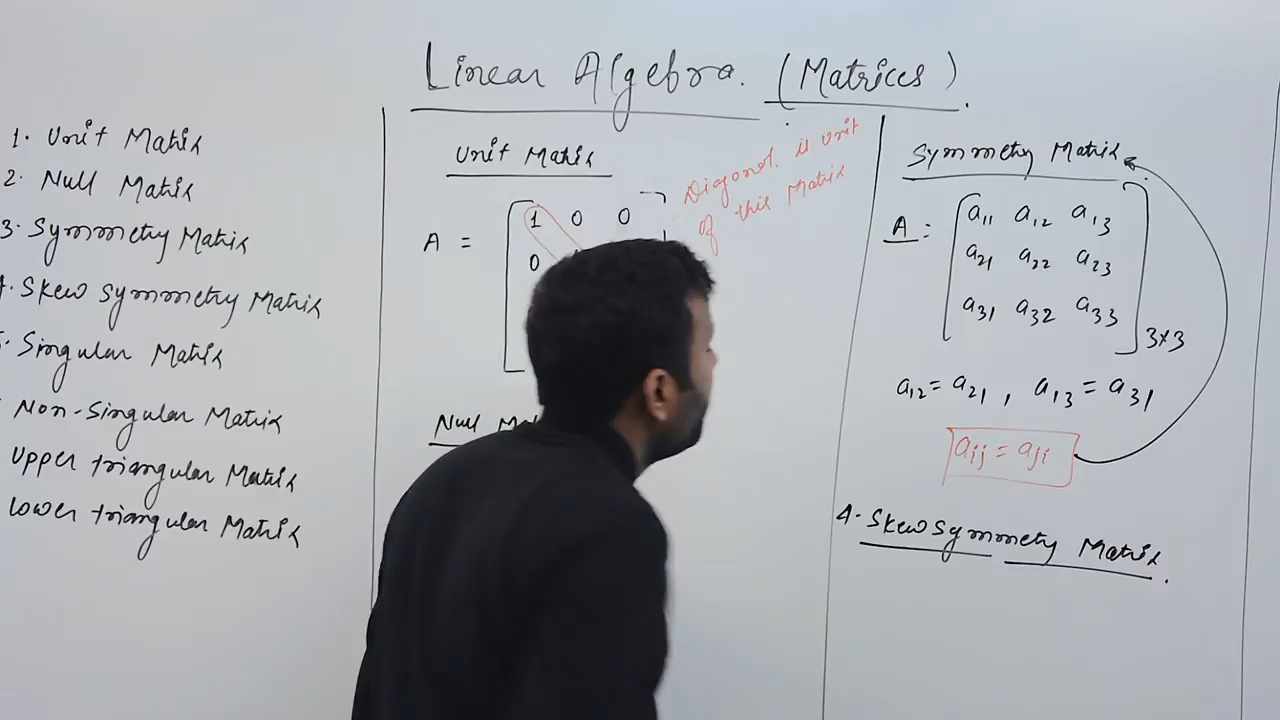 Linear Algebra. (Matrices).
1. Unit Matrix
2. Null Matrix
3. Symmetry Matrix
4. Skew symmetry Matrix
Singular Matrix
Non-Singular Matrix
Upper triangular Matrix
Lower triangular Matrix
Unit Matrix
A =
1 0 0
0
Diagonal is unit
of this Matrix
Null
Symmetry Matrix
A =
a11 a12 a13
a21 a22 a23
a31 a32 a33
3×3
a12 = a21 , a13 = a31
aij = aji
4. Skew symmetry Matrix.